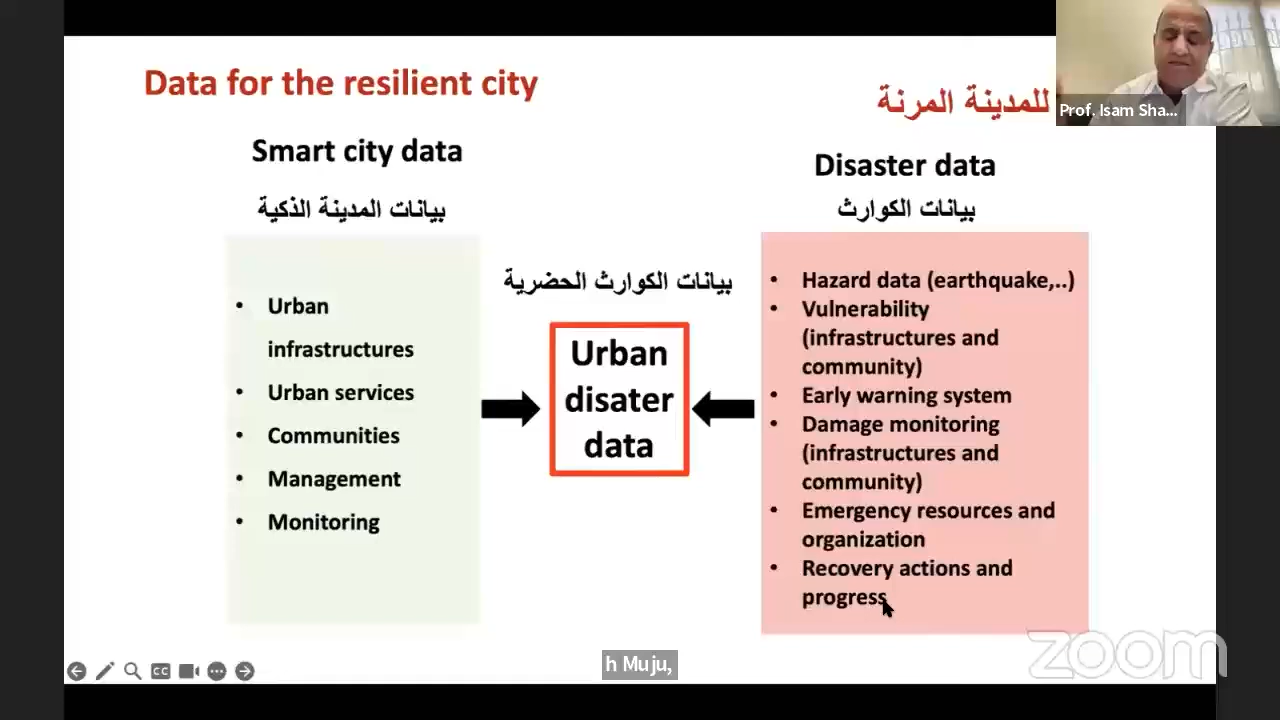 Data for the resilient city
للمدينة المرنة
Prof. Isam Sha...
Smart city data
بيانات المدينة الذكية
• Urban
infrastructures
• Urban services
• Communities
• Management
• Monitoring
بيانات الكوارث الحضرية
Urban
disater
data
Disaster data
بيانات الكوارث
• Hazard data (earthquake,..)
• Vulnerability
(infrastructures and
community)
• Early warning system
• Damage monitoring
(infrastructures and
community)
• Emergency resources and
organization
• Recovery actions and
progress
CC
h Muju,
zoom